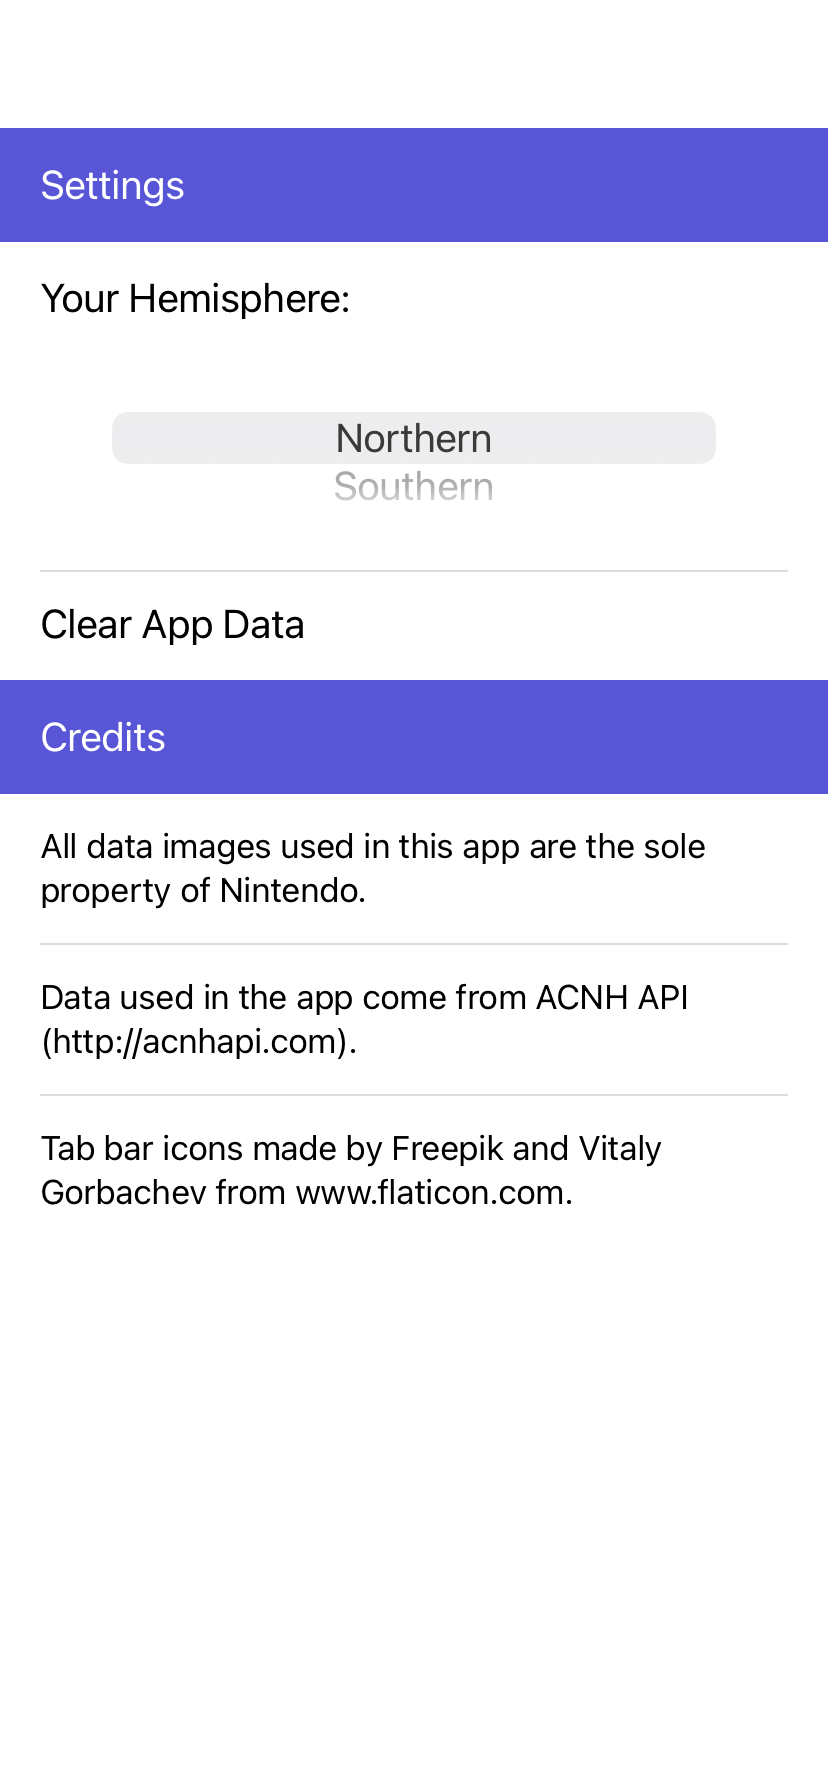 Settings
Your Hemisphere:
Northern
Southern
Clear App Data
Credits
All data images used in this app are the sole
property of Nintendo.
Data used in the app come from ACNH API
(http://acnhapi.com).
Tab bar icons made by Freepik and Vitaly
Gorbachev from www.flaticon.com.